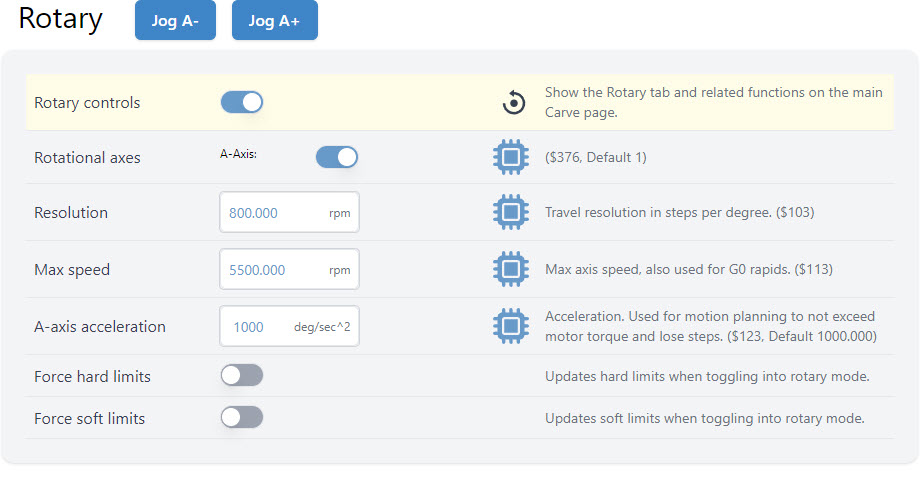 Rotary
Jog A-
Jog A+
Rotary controls
Show the Rotary tab and related functions on the main
Carve page.
Rotational axes
A-Axis:
($376, Default 1)
Resolution
800.000 rpm
Travel resolution in steps per degree. ($103)
Max speed
5500.000 rpm
Max axis speed, also used for G0 rapids. ($113)
A-axis acceleration
1000 deg/sec^2
Acceleration. Used for motion planning to not exceed
motor torque and lose steps. ($123, Default 1000.000)
Force hard limits
Updates hard limits when toggling into rotary mode.
Force soft limits
Updates soft limits when toggling into rotary mode.